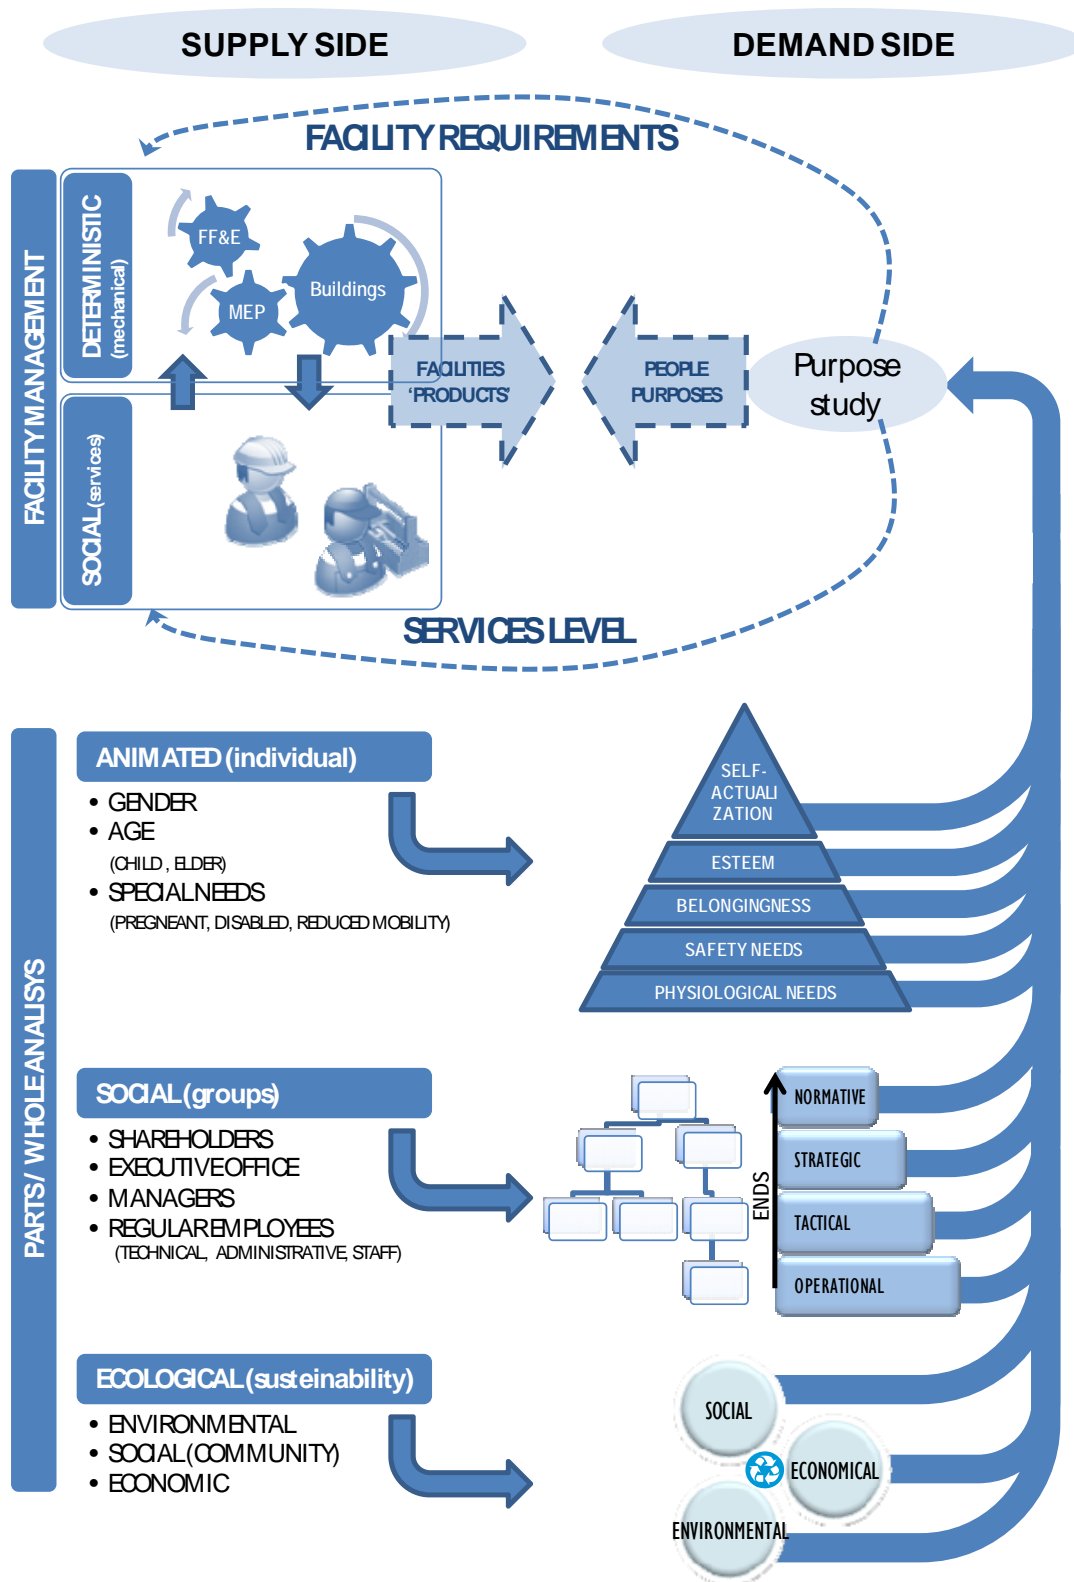 SUPPLY SIDE
DEMAND SIDE
FACILITY REQUIREMENTS
FACILITY MANAGEMENT
DETERMINISTIC
(mechanical)
FF&E
MEP
Buildings
FACILITIES
‘PRODUCTS’
PEOPLE
PURPOSES
Purpose
study
SOCIAL (services)
SERVICES LEVEL
PARTS / WHOLE ANALISYS
ANIMATED (individual)
• GENDER
• AGE
(CHILD , ELDER)
• SPECIAL NEEDS
(PREGNEANT, DISABLED, REDUCED MOBILITY)
SELF-
ACTUALI
ZATION
ESTEEM
BELONGINGNESS
SAFETY NEEDS
PHYSIOLOGICAL NEEDS
SOCIAL (groups)
• SHAREHOLDERS
• EXECUTIVE OFFICE
• MANAGERS
• REGULAR EMPLOYEES
(TECHNICAL, ADMINISTRATIVE, STAFF)
ENDS
NORMATIVE
STRATEGIC
TACTICAL
OPERATIONAL
ECOLOGICAL (susteinability)
• ENVIRONMENTAL
• SOCIAL (COMMUNITY)
• ECONOMIC
SOCIAL
ECONOMICAL
ENVIRONMENTAL